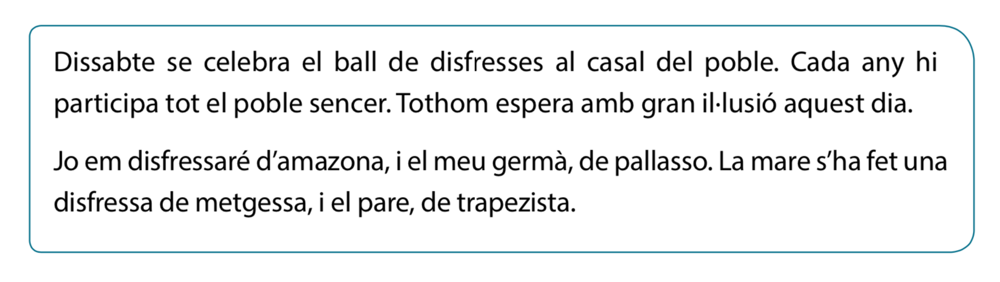 Dissabte se celebra el ball de disfresses al casal del poble. Cada any hi
participa tot el poble sencer. Tothom espera amb gran il·lusió aquest dia.
Jo em disfressaré d’amazona, i el meu germà, de pallasso. La mare s’ha fet una
disfressa de metgessa, i el pare, de trapezista.